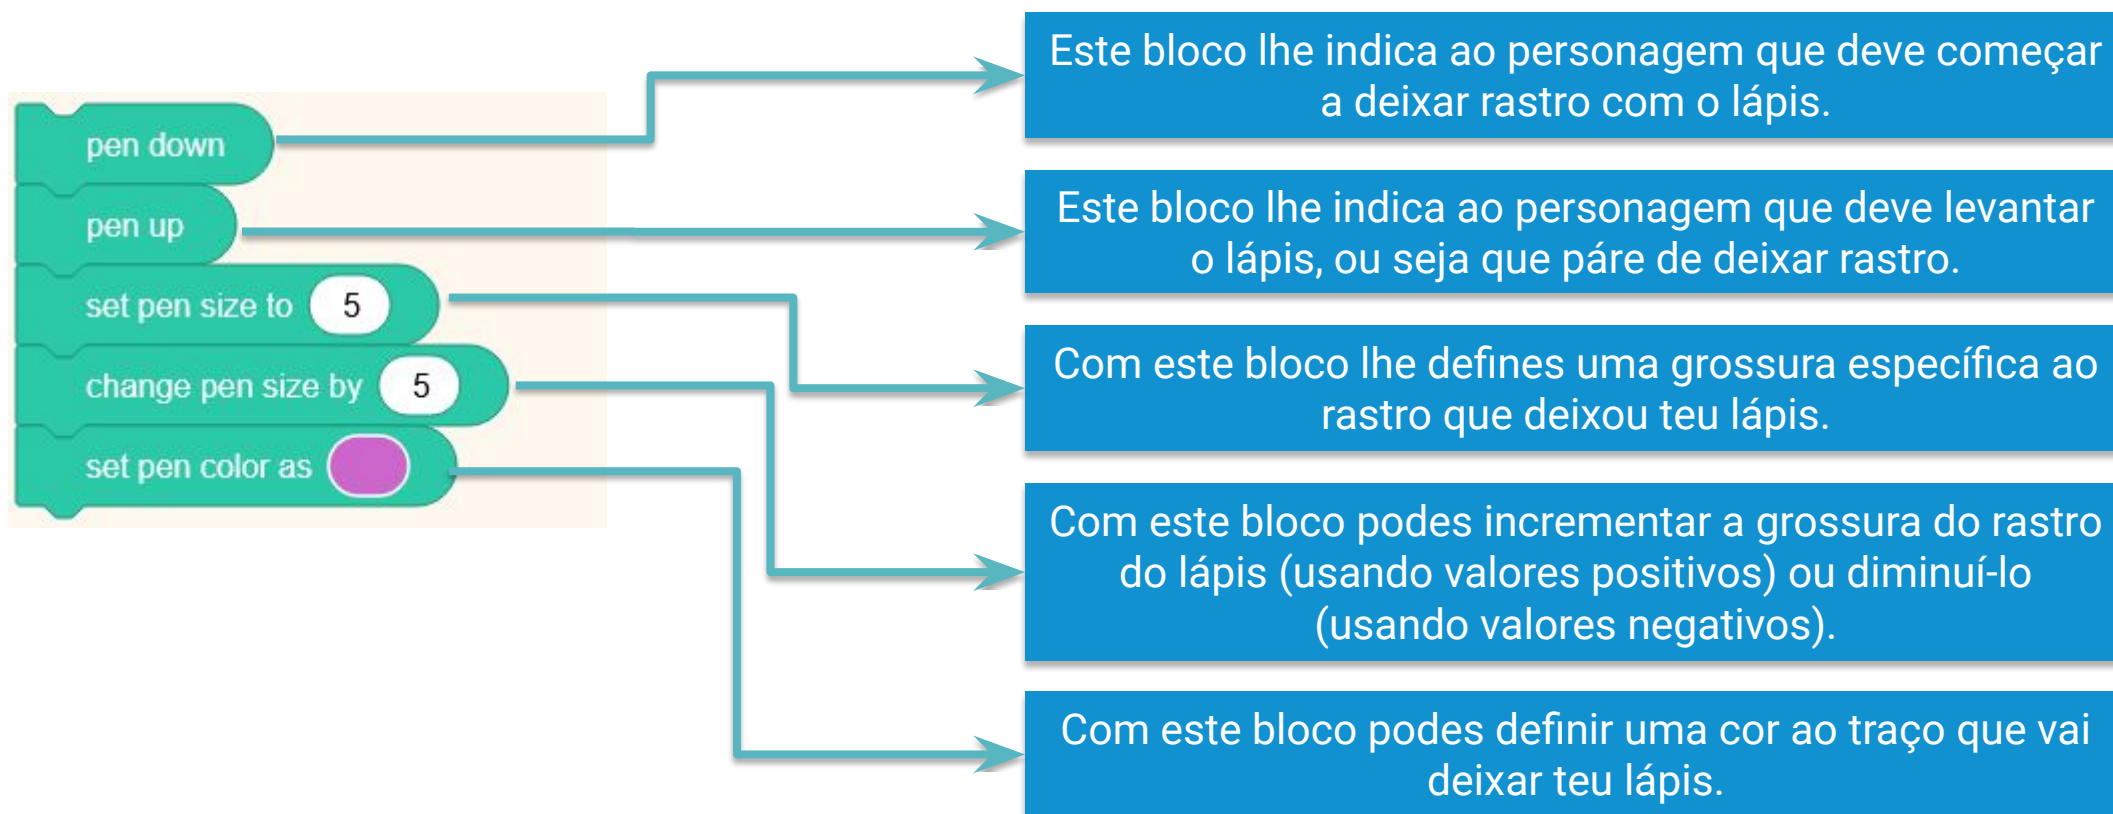 pen down
pen up
set pen size to 5
change pen size by 5
set pen color as
Este bloco lhe indica ao personagem que deve começar
a deixar rastro com o lápis.
Este bloco lhe indica ao personagem que deve levantar
o lápis, ou seja que páre de deixar rastro.
Com este bloco lhe defines uma grossura específica ao
rastro que deixou teu lápis.
Com este bloco podes incrementar a grossura do rastro
do lápis (usando valores positivos) ou diminuí-lo
(usando valores negativos).
Com este bloco podes definir uma cor ao traço que vai
deixar teu lápis.